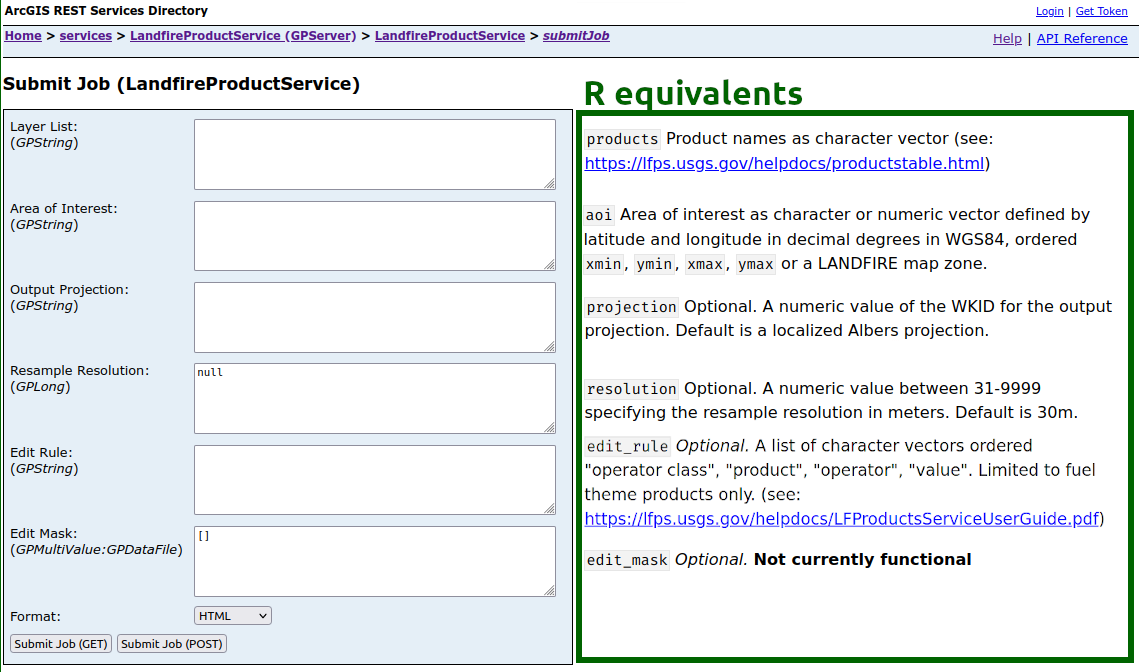 ArcGIS REST Services Directory
Login | Get Token
Home > services > LandfireProductService (GPServer) > LandfireProductService > submitJob
Help | API Reference
Submit Job (LandfireProductService)
Layer List:
(GPString)
Area of Interest:
(GPString)
Output Projection:
(GPString)
Resample Resolution:
(GPLong)
null
Edit Rule:
(GPString)
Edit Mask:
(GPMultiValue:GPDataFile)
[]
Format:
HTML
Submit Job (GET)
Submit Job (POST)
R equivalents
products Product names as character vector (see:
https://lfps.usgs.gov/helpdocs/productstable.html)
aoi Area of interest as character or numeric vector defined by
latitude and longitude in decimal degrees in WGS84, ordered
xmin, ymin, xmax, ymax or a LANDFIRE map zone.
projection Optional. A numeric value of the WKID for the output
projection. Default is a localized Albers projection.
resolution Optional. A numeric value between 31-9999
specifying the resample resolution in meters. Default is 30m.
edit_rule Optional. A list of character vectors ordered
"operator class", "product", "operator", "value". Limited to fuel
theme products only. (see:
https://lfps.usgs.gov/helpdocs/LFProductsServiceUserGuide.pdf)
edit_mask Optional. Not currently functional